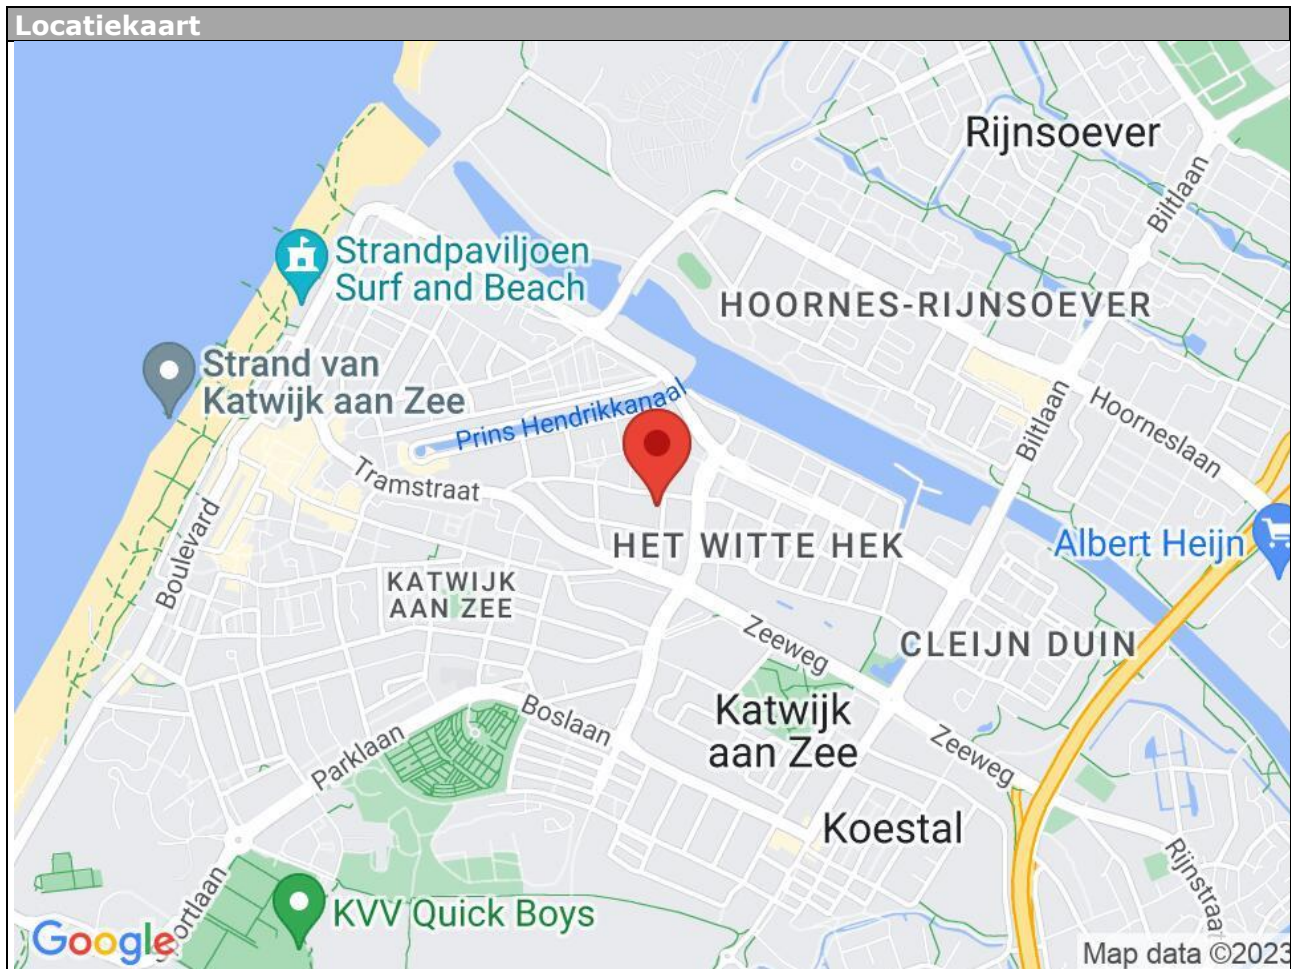 Locatiekaart
Rijnsoever
Biltlaan
Strandpaviljoen
Surf and Beach
HOORNES-RIJNSOEVER
Strand van
Katwijk aan Zee
Prins Hendrikkanaal
Biltlaan
Hoorneslaan
Tramstraat
Boulevard
HET WITTE HEK
Albert Heijn
KATWIJK
AAN ZEE
Zeeweg
CLEIJN DUIN
Katwijk
aan Zee
Boslaan
Parklaan
Zeeweg
Koestal
Rijnstraat
KVV Quick Boys
ortlaan
Google
Map data ©2023